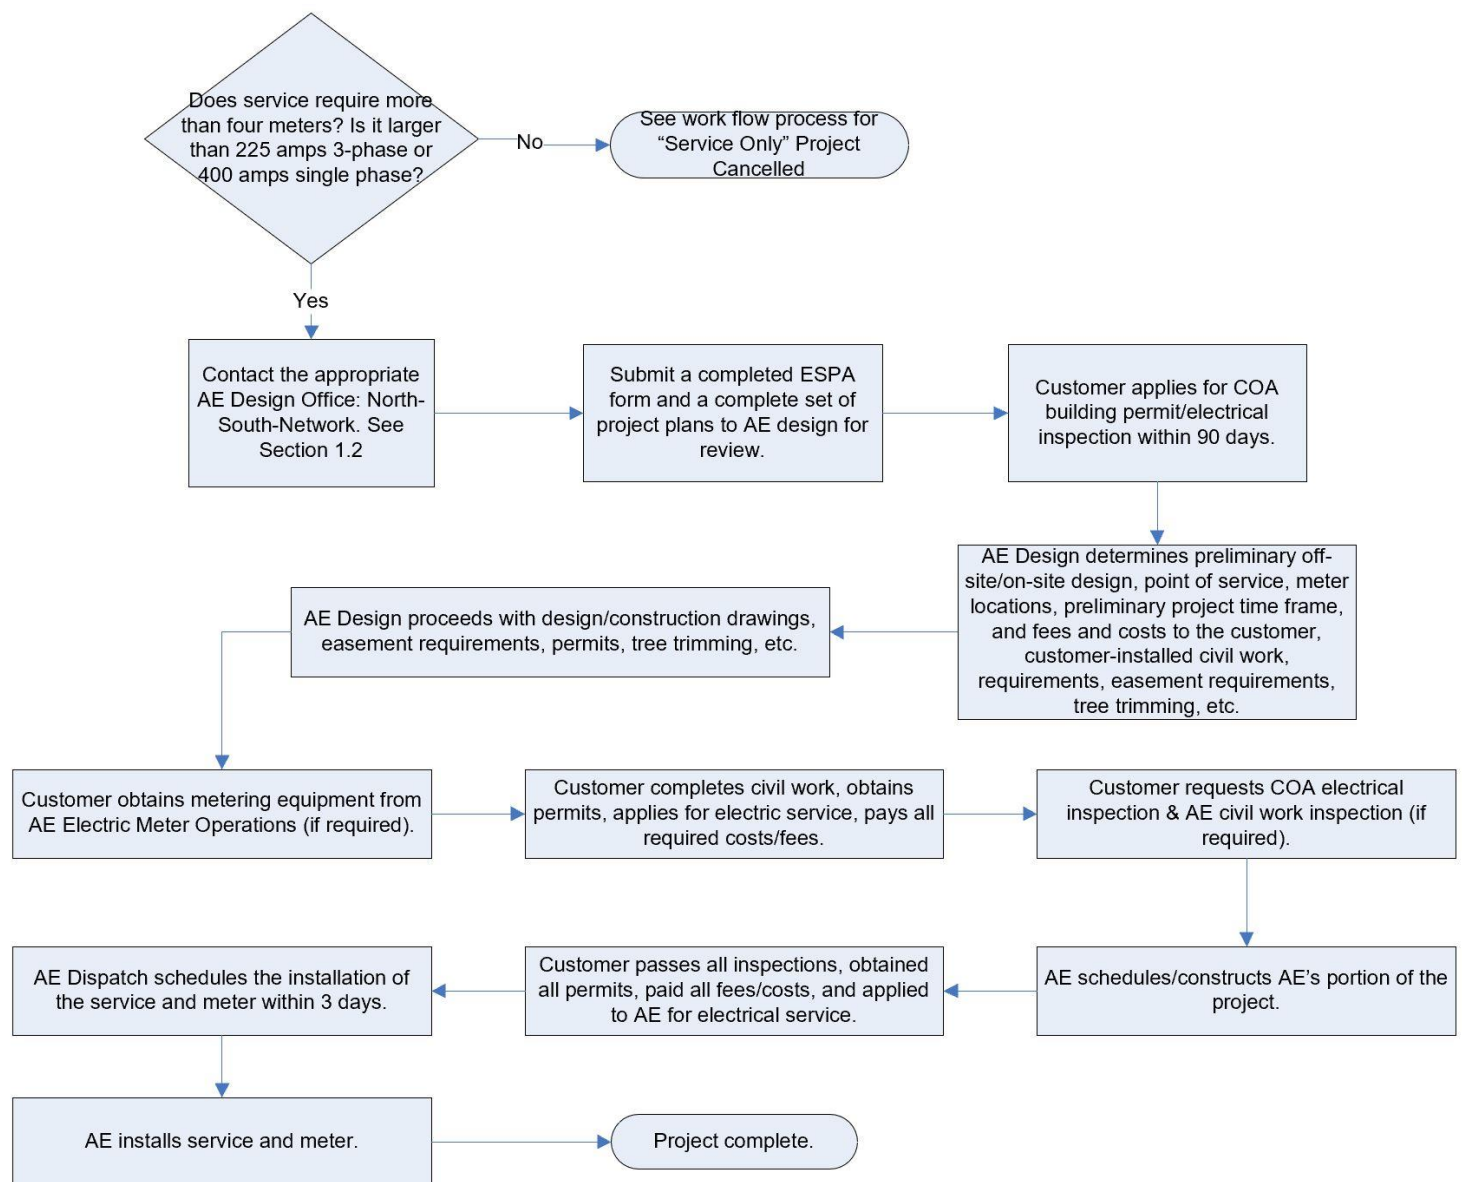 Does service require more
than four meters? Is it larger
than 225 amps 3-phase or
400 amps single phase?
No
See work flow process for
“Service Only” Project
Cancelled
Yes
Contact the appropriate
AE Design Office: North-
South-Network. See
Section 1.2
Submit a completed ESPA
form and a complete set of
project plans to AE design for
review.
Customer applies for COA
building permit/electrical
inspection within 90 days.
AE Design determines preliminary off-
site/on-site design, point of service, meter
locations, preliminary project time frame,
and fees and costs to the customer,
customer-installed civil work,
requirements, easement requirements,
tree trimming, etc.
AE Design proceeds with design/construction drawings,
easement requirements, permits, tree trimming, etc.
Customer obtains metering equipment from
AE Electric Meter Operations (if required).
Customer completes civil work, obtains
permits, applies for electric service, pays all
required costs/fees.
Customer requests COA electrical
inspection & AE civil work inspection (if
required).
AE schedules/constructs AE’s portion of the
project.
Customer passes all inspections, obtained
all permits, paid all fees/costs, and applied
to AE for electrical service.
AE Dispatch schedules the installation of
the service and meter within 3 days.
AE installs service and meter.
Project complete.